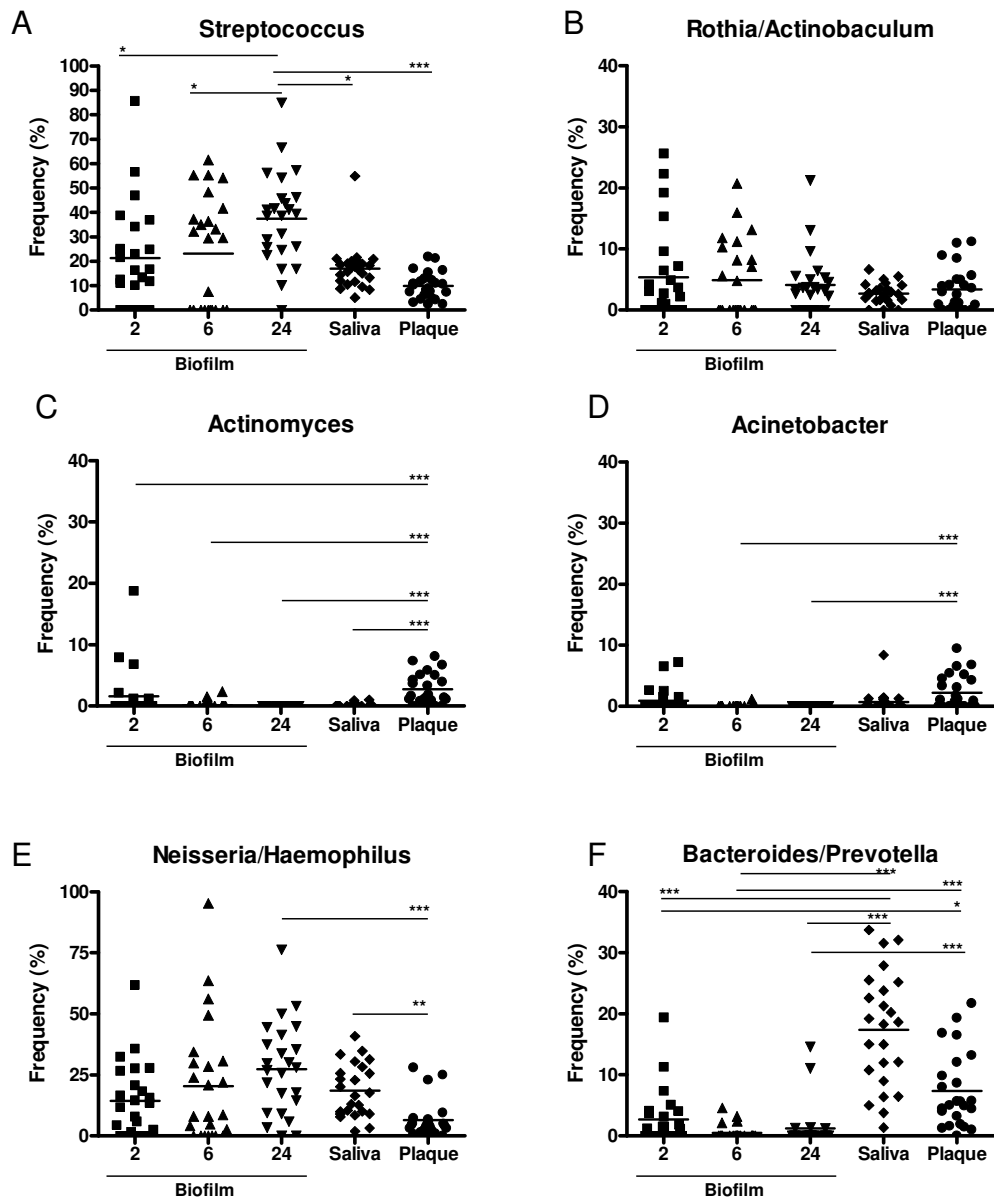 A
Streptococcus
*
***
*
*
Frequency (%)
100
90
80
70
60
50
40
30
20
10
0
2 6 24 Saliva Plaque
Biofilm
B
Rothia/Actinobaculum
Frequency (%)
40
30
20
10
0
2 6 24 Saliva Plaque
Biofilm
C
Actinomyces
***
***
***
***
Frequency (%)
40
30
20
10
0
2 6 24 Saliva Plaque
Biofilm
D
Acinetobacter
***
***
Frequency (%)
40
30
20
10
0
2 6 24 Saliva Plaque
Biofilm
E
Neisseria/Haemophilus
***
**
Frequency (%)
100
75
50
25
0
2 6 24 Saliva Plaque
Biofilm
F
Bacteroides/Prevotella
***
***
***
*
***
***
Frequency (%)
40
30
20
10
0
2 6 24 Saliva Plaque
Biofilm